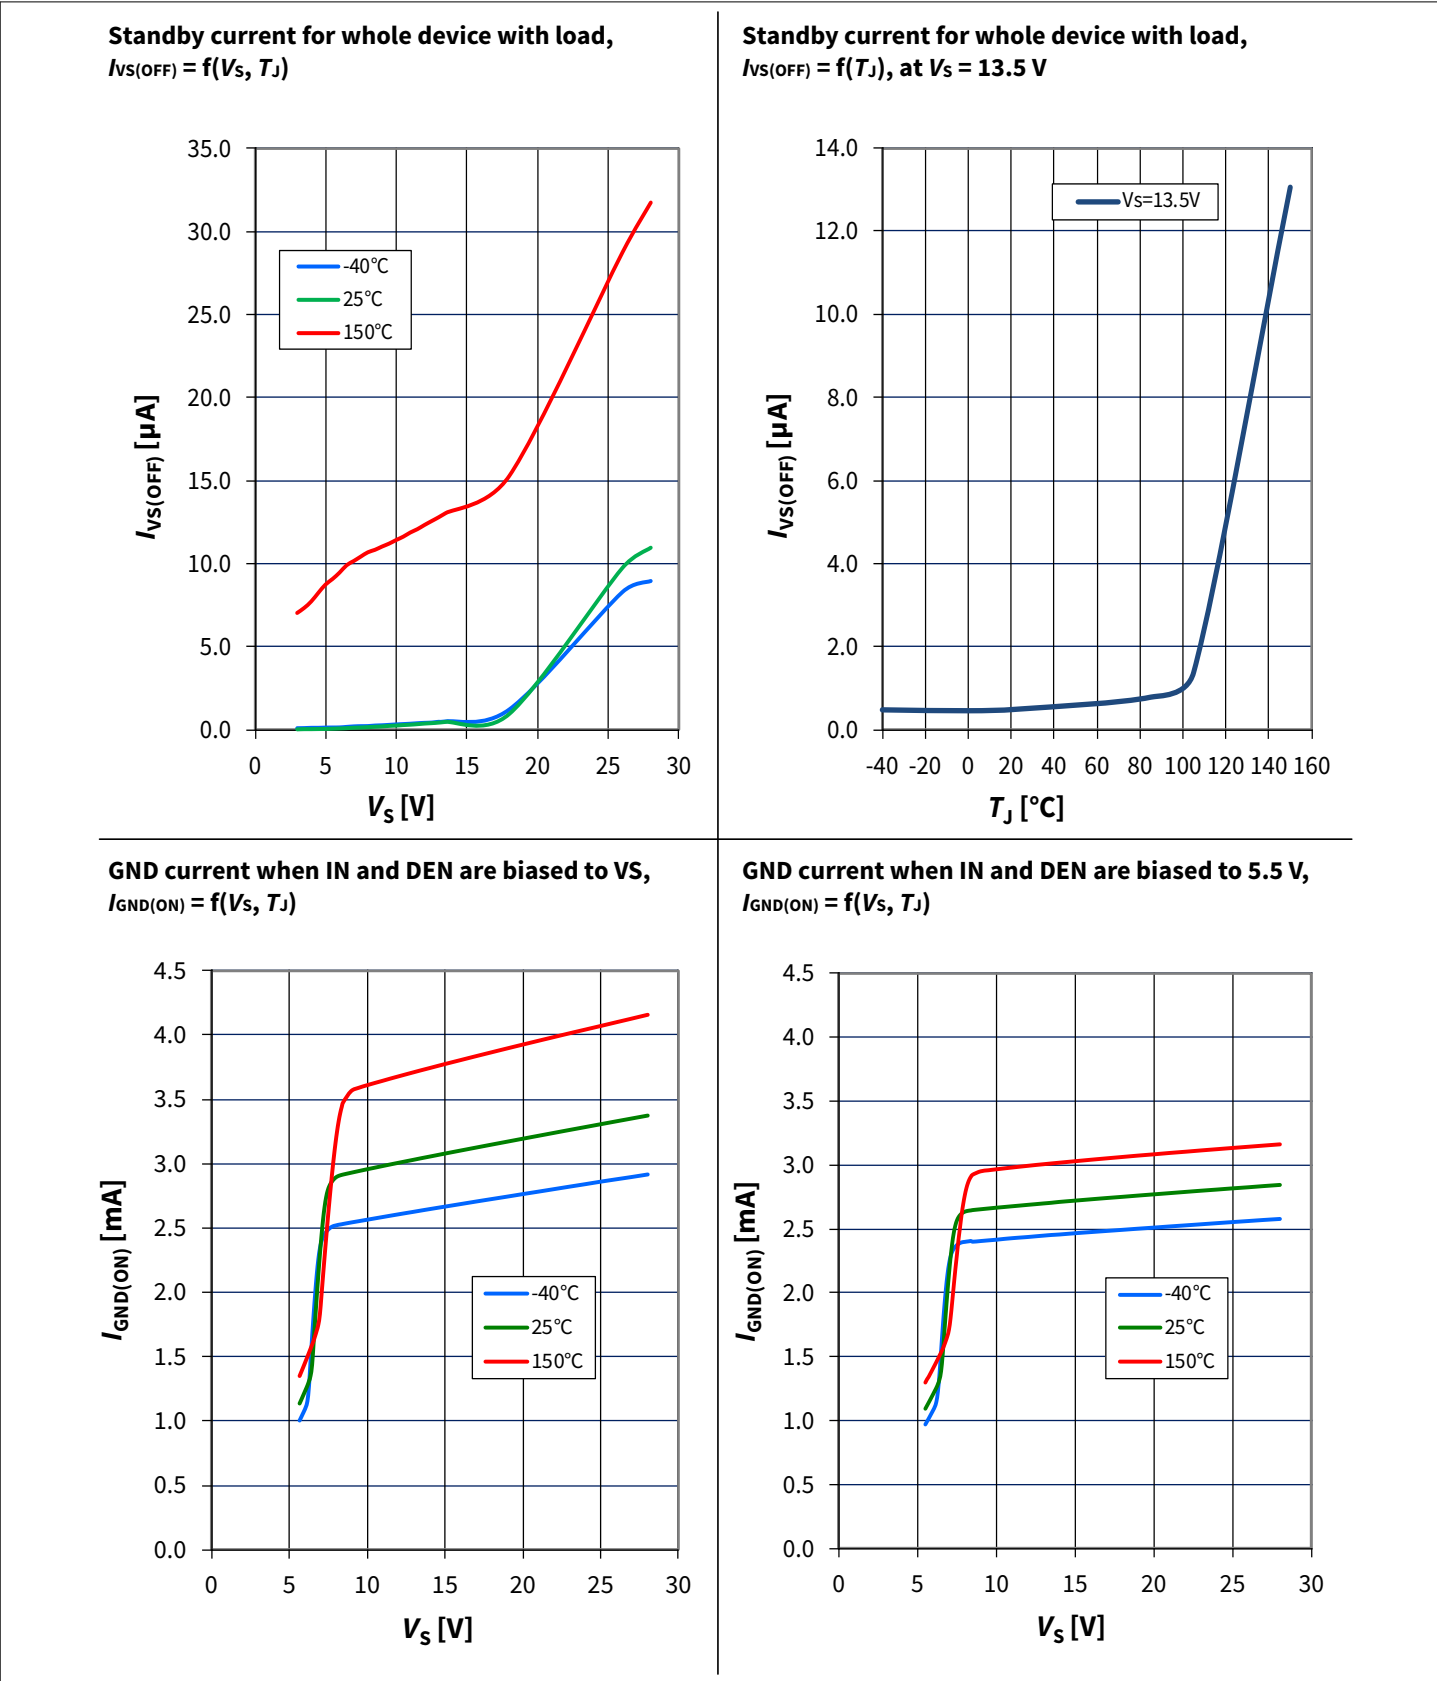 Standby current for whole device with load,
IVS(OFF) = f(VS, TJ)
35.0
30.0
25.0
20.0
15.0
10.0
5.0
0.0
-40°C
25°C
150°C
IVS(OFF) [µA]
0 5 10 15 20 25 30
VS [V]
Standby current for whole device with load,
IVS(OFF) = f(TJ), at VS = 13.5 V
14.0
12.0
10.0
8.0
6.0
4.0
2.0
0.0
Vs=13.5V
IVS(OFF) [µA]
-40 -20 0 20 40 60 80 100 120 140 160
TJ [°C]
GND current when IN and DEN are biased to VS,
IGND(ON) = f(VS, TJ)
4.5
4.0
3.5
3.0
2.5
2.0
1.5
1.0
0.5
0.0
-40°C
25°C
150°C
IGND(ON) [mA]
0 5 10 15 20 25 30
VS [V]
GND current when IN and DEN are biased to 5.5 V,
IGND(ON) = f(VS, TJ)
4.5
4.0
3.5
3.0
2.5
2.0
1.5
1.0
0.5
0.0
-40°C
25°C
150°C
IGND(ON) [mA]
0 5 10 15 20 25 30
VS [V]